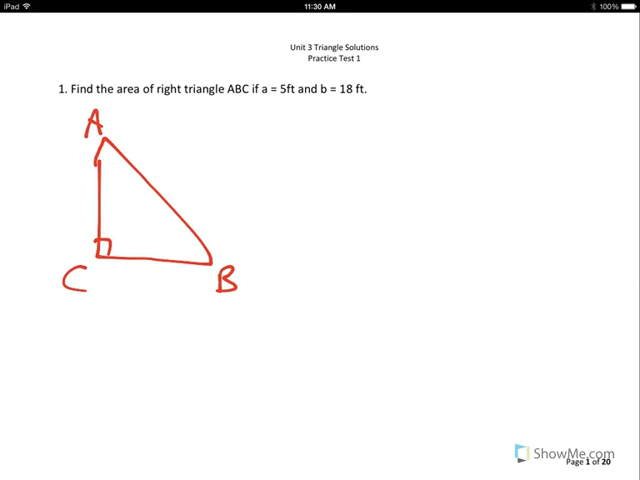 iPad 11:30 AM 100%
Unit 3 Triangle Solutions
Practice Test 1
1. Find the area of right triangle ABC if a = 5ft and b = 18 ft.
A
C B
ShowMe.com
Page 1 of 20